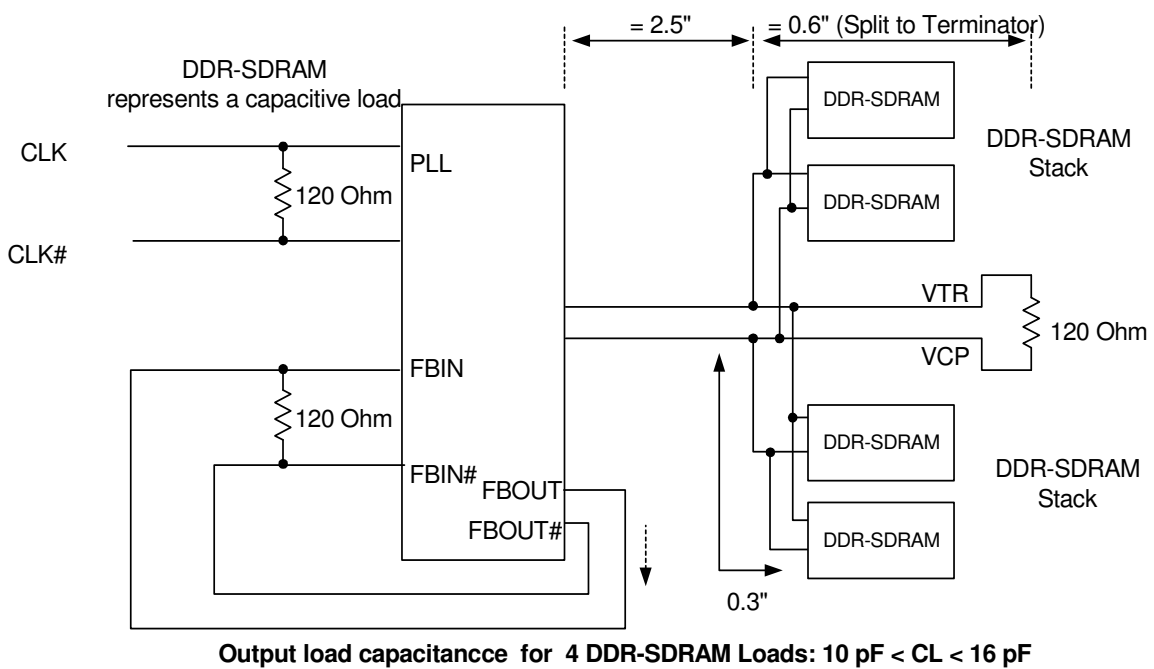 = 2.5"
= 0.6" (Split to Terminator)
DDR-SDRAM
represents a capacitive load
CLK
120 Ohm
CLK#
PLL
FBIN
120 Ohm
FBIN#
FBOUT
FBOUT#
DDR-SDRAM
DDR-SDRAM
DDR-SDRAM
Stack
VTR
120 Ohm
VCP
DDR-SDRAM
DDR-SDRAM
DDR-SDRAM
Stack
0.3"
Output load capacitancce for 4 DDR-SDRAM Loads: 10 pF < CL < 16 pF